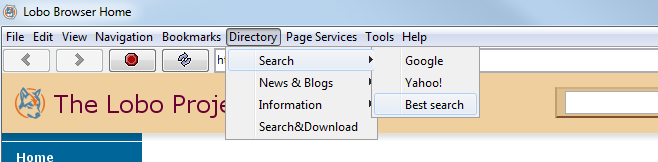 Lobo Browser Home
File Edit View Navigation Bookmarks Directory Page Services Tools Help
Search Google
News & Blogs Yahoo!
Information Best search
Search&Download
The Lobo Proj
Home